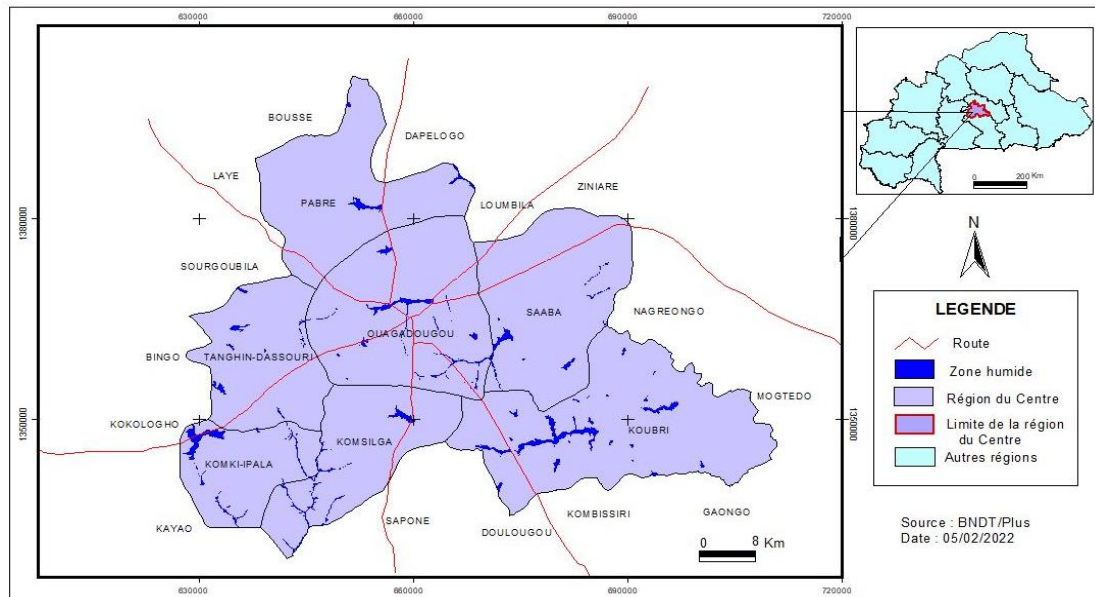 630000
660000
690000
720000
BOUSSE
DAPELOGO
LAYE
ZINIARE
PABRE
LOUMBILA
1380000
1380000
SOURGOUBILA
SAABA
NAGREONGO
OUAGADOUGOU
BINGO
TANGHIN-DASSOURI
MOGTEDO
KOKOLOGHO
1350000
1350000
KOMSILGA
KOUBRI
KOMKI-IPALA
KAYAO
SAPONE
DOULOUGOU
KOMBISSIRI
GAONGO
0 8 Km
630000
660000
690000
720000
0 200 Km
N
LEGENDE
Route
Zone humide
Région du Centre
Limite de la région
du Centre
Autres régions
Source : BNDT/Plus
Date : 05/02/2022